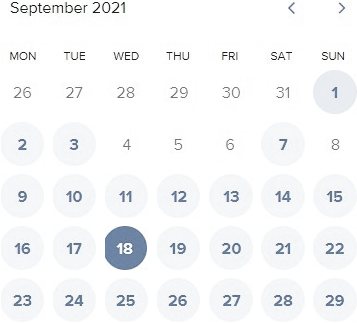 September 2021
MON TUE WED THU FRI SAT SUN
26 27 28 29 30 31 1
2 3 4 5 6 7 8
9 10 11 12 13 14 15
16 17 18 19 20 21 22
23 24 25 26 27 28 29